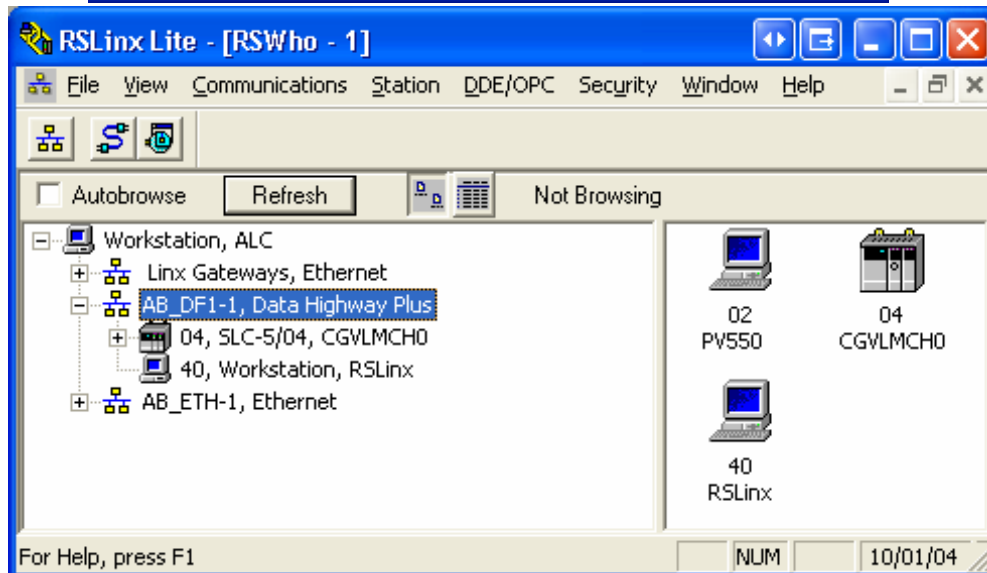 RSLinx Lite - [RSWho - 1]
File View Communications Station DDE/OPC Security Window Help
Autobrowse Refresh Not Browsing
Workstation, ALC
Linx Gateways, Ethernet
AB_DF1-1, Data Highway Plus
04, SLC-5/04, CGVLMCH0
40, Workstation, RSLinx
AB_ETH-1, Ethernet
02
PV550
04
CGVLMCH0
40
RSLinx
For Help, press F1 NUM 10/01/04